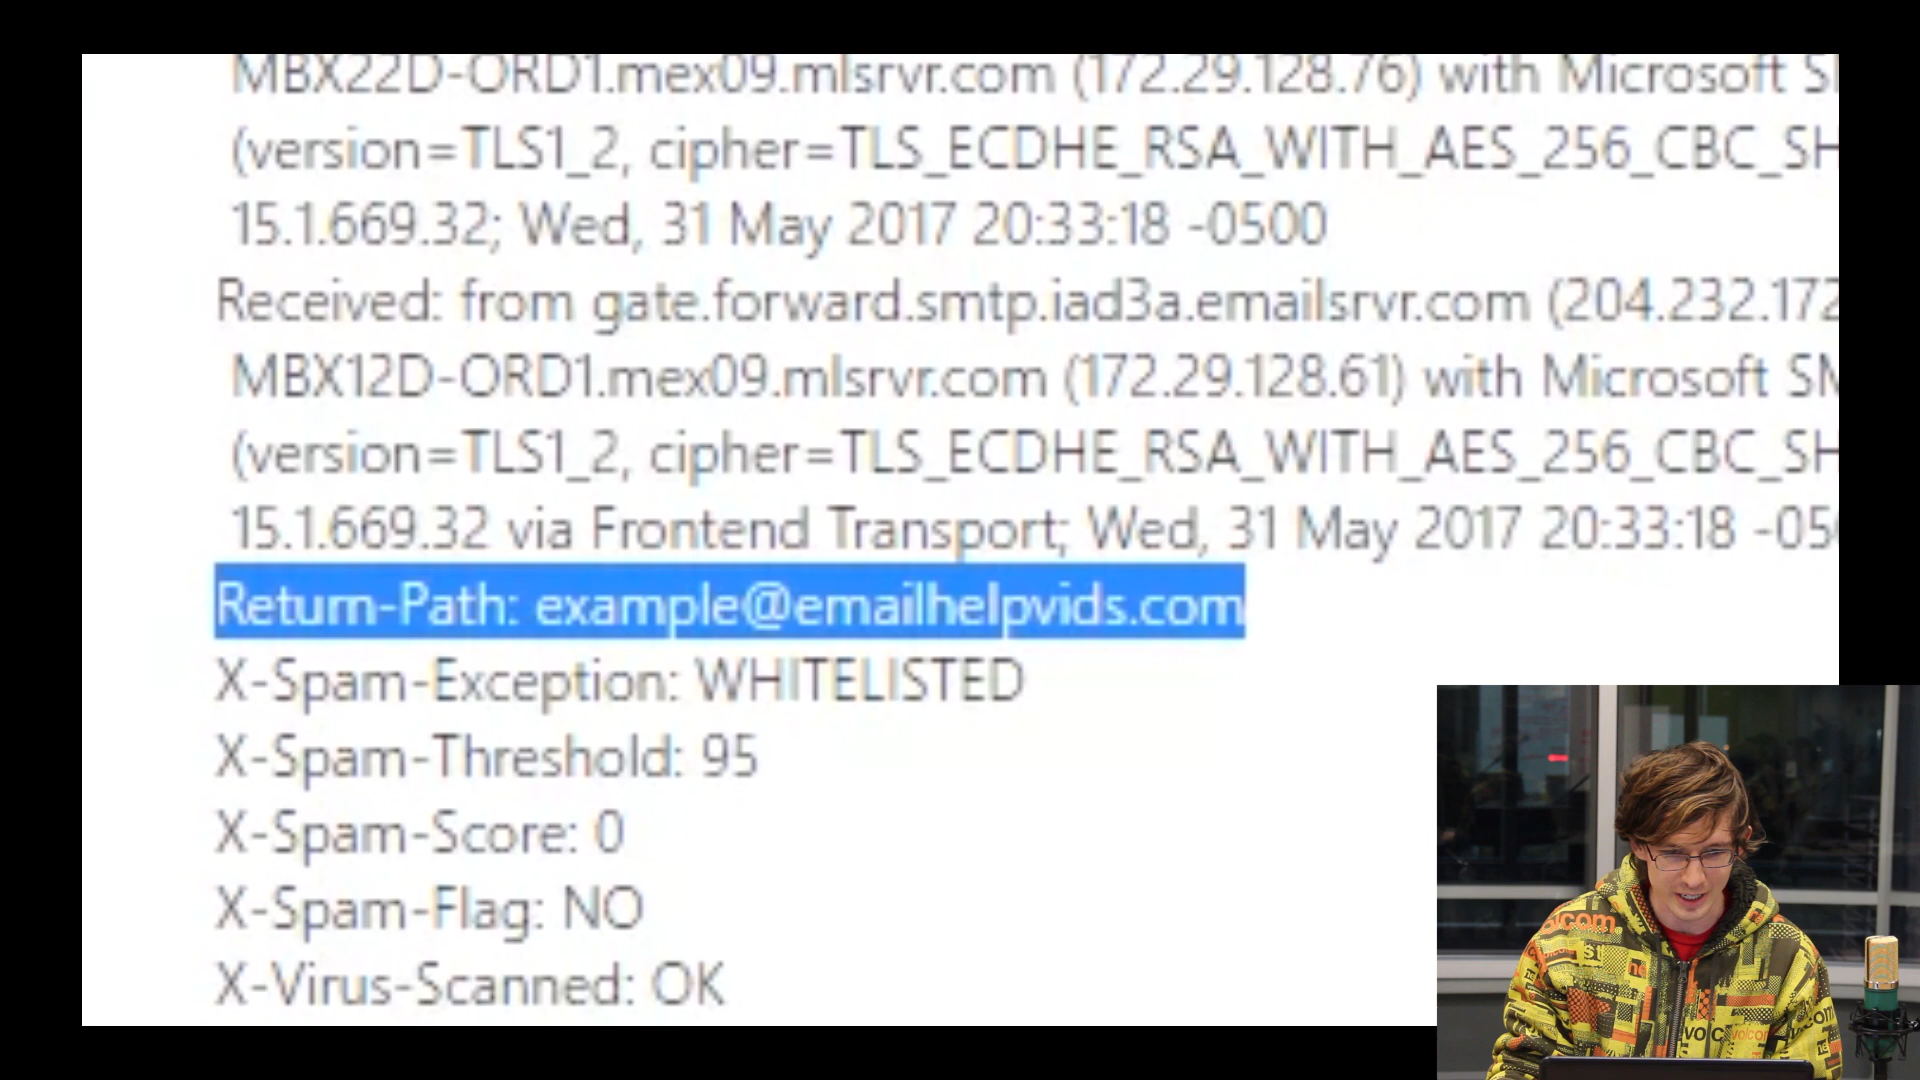 MBX22D-ORD1.mex09.mlsrvr.com (172.29.128.76) with Microsoft
(version=TLS1_2, cipher=TLS_ECDHE_RSA_WITH_AES_256_CBC_SH
15.1.669.32; Wed, 31 May 2017 20:33:18 -0500
Received: from gate.forward.smtp.iad3a.emailsrvr.com (204.232.172
MBX12D-ORD1.mex09.mlsrvr.com (172.29.128.61) with Microsoft
(version=TLS1_2, cipher=TLS_ECDHE_RSA_WITH_AES_256_CBC_SH
15.1.669.32 via Frontend Transport; Wed, 31 May 2017 20:33:18 -05
Return-Path: example@emailhelpvids.com
X-Spam-Exception: WHITELISTED
X-Spam-Threshold: 95
X-Spam-Score: 0
X-Spam-Flag: NO
X-Virus-Scanned: OK
volcom